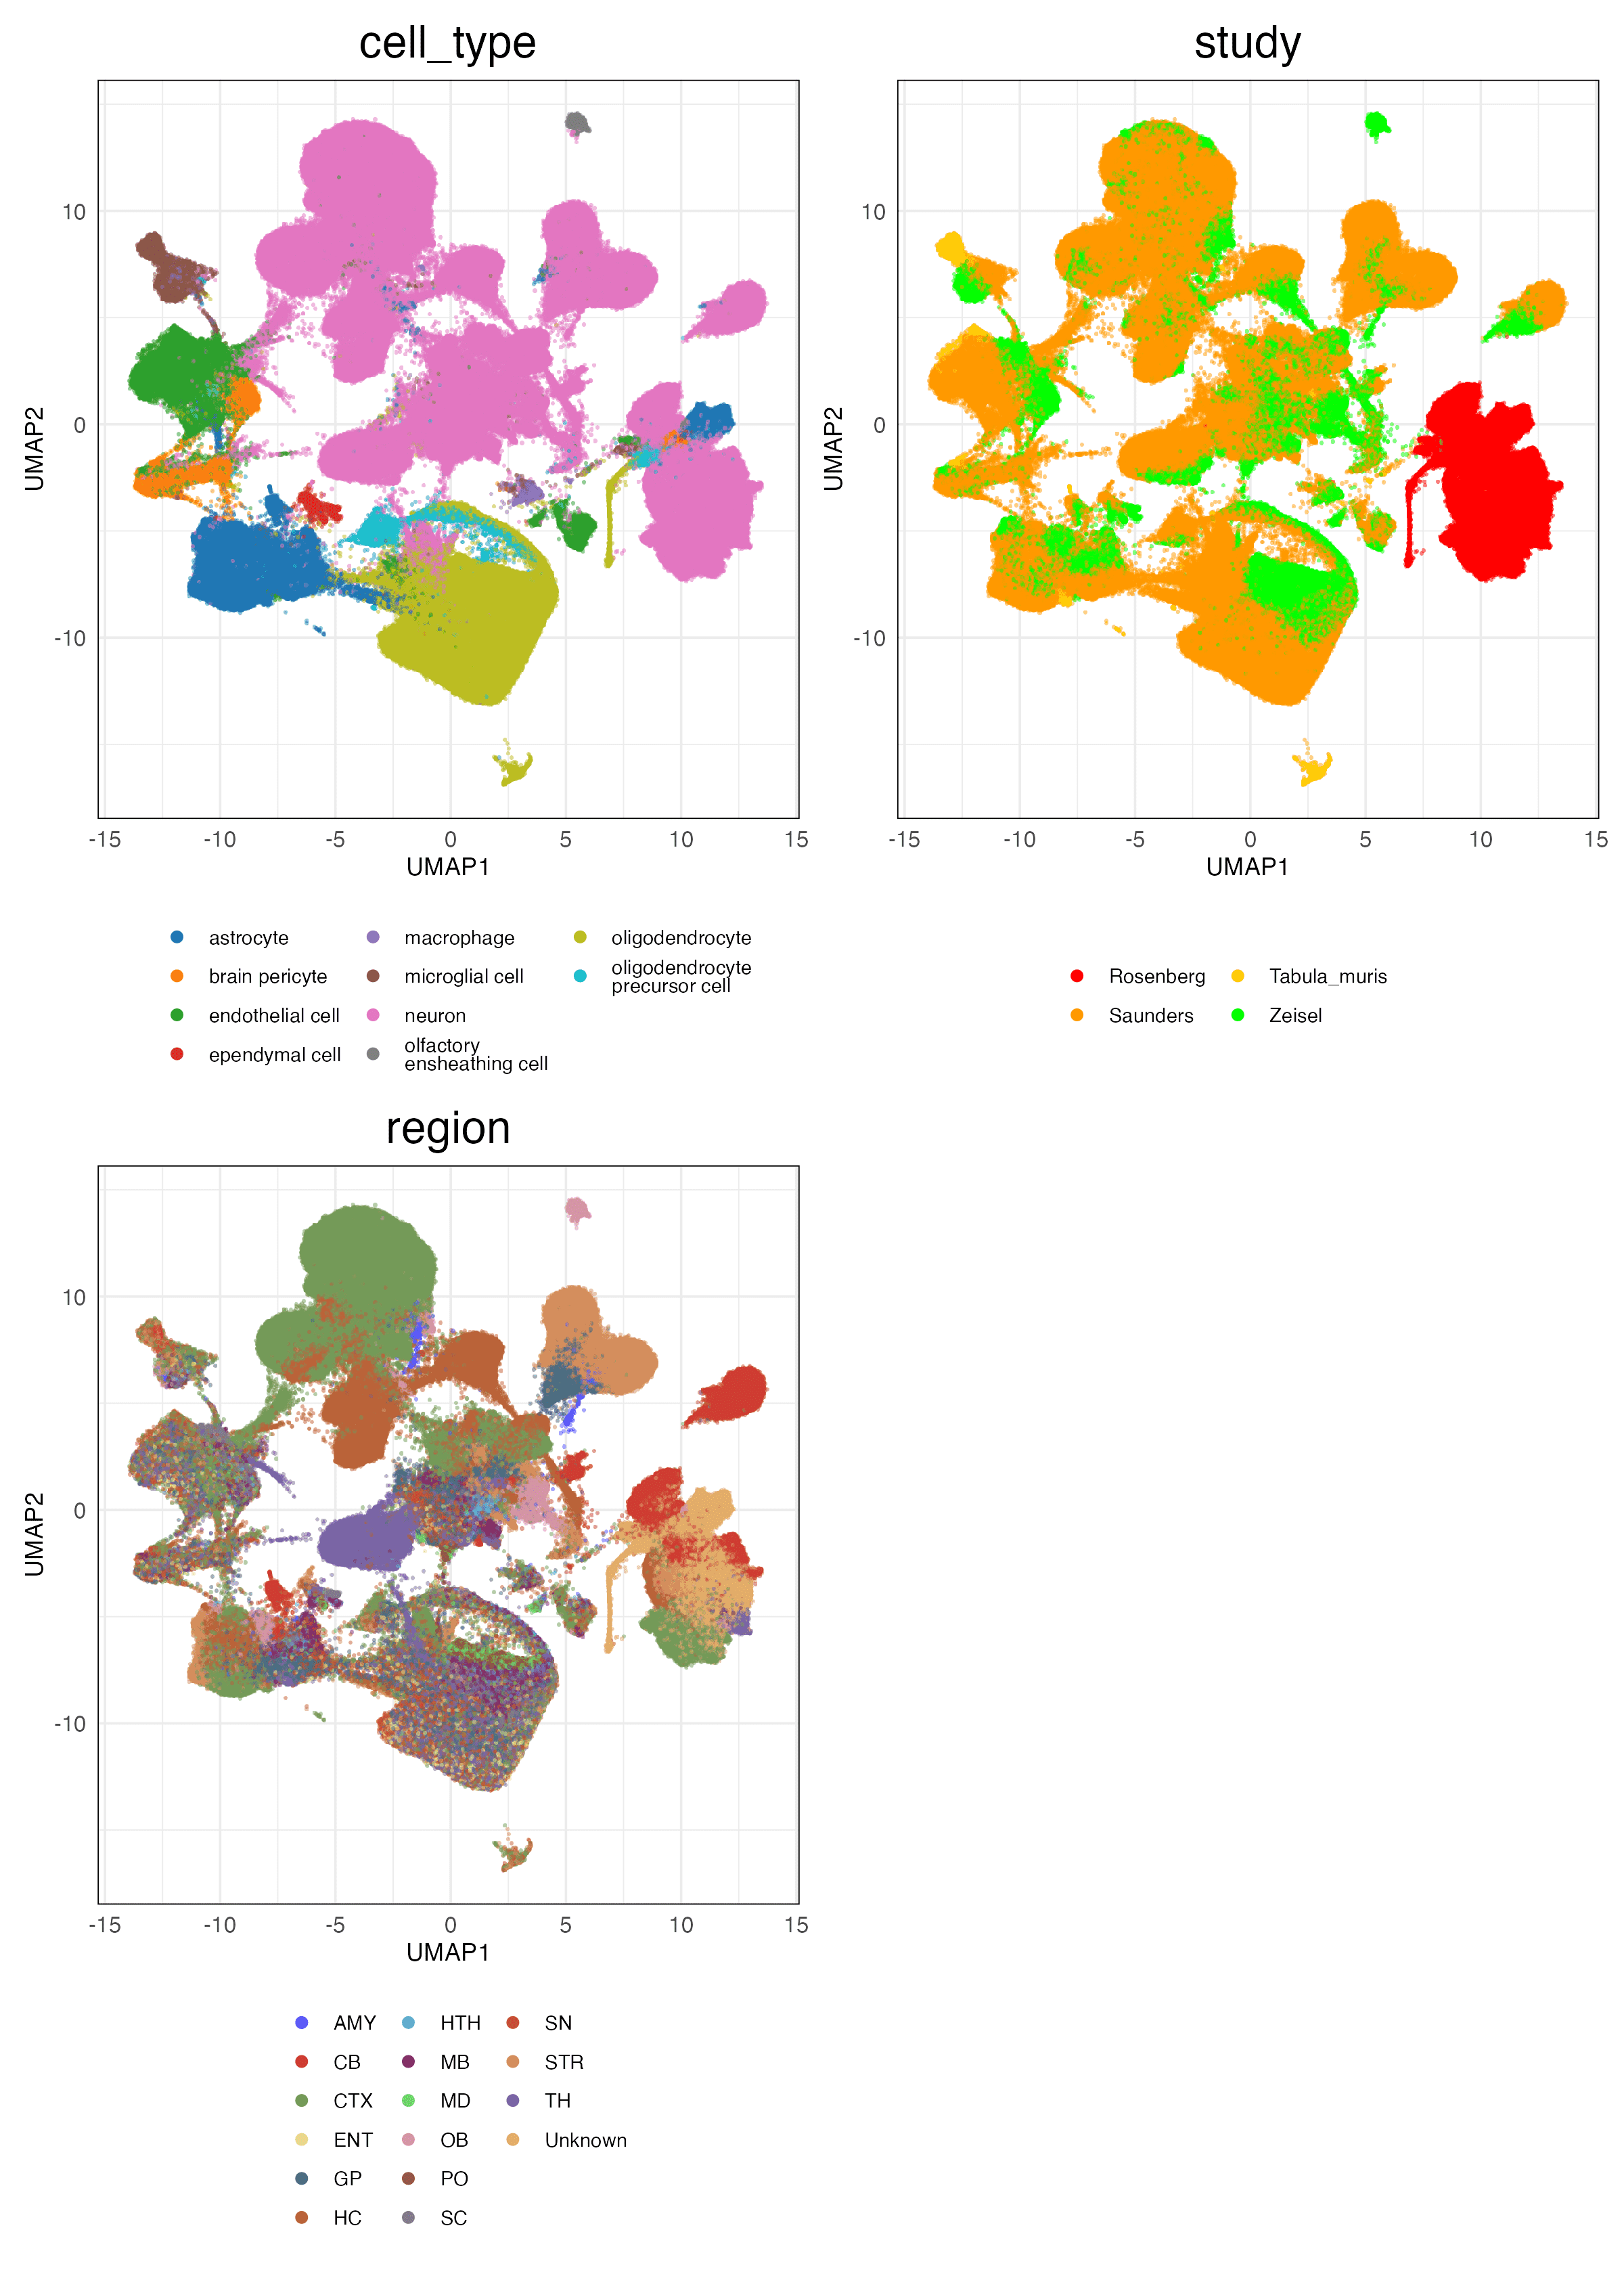 cell_type
study
10
0
-10
UMAP2
-15 -10 -5 0 5 10 15
UMAP1
10
0
-10
UMAP2
-15 -10 -5 0 5 10 15
UMAP1
astrocyte
brain pericyte
endothelial cell
ependymal cell
macrophage
microglial cell
neuron
olfactory
ensheathing cell
oligodendrocyte
oligodendrocyte
precursor cell
Rosenberg
Saunders
Tabula_muris
Zeisel
region
10
0
-10
UMAP2
-15 -10 -5 0 5 10 15
UMAP1
AMY
CB
CTX
ENT
GP
HC
HTH
MB
MD
OB
PO
SC
SN
STR
TH
Unknown